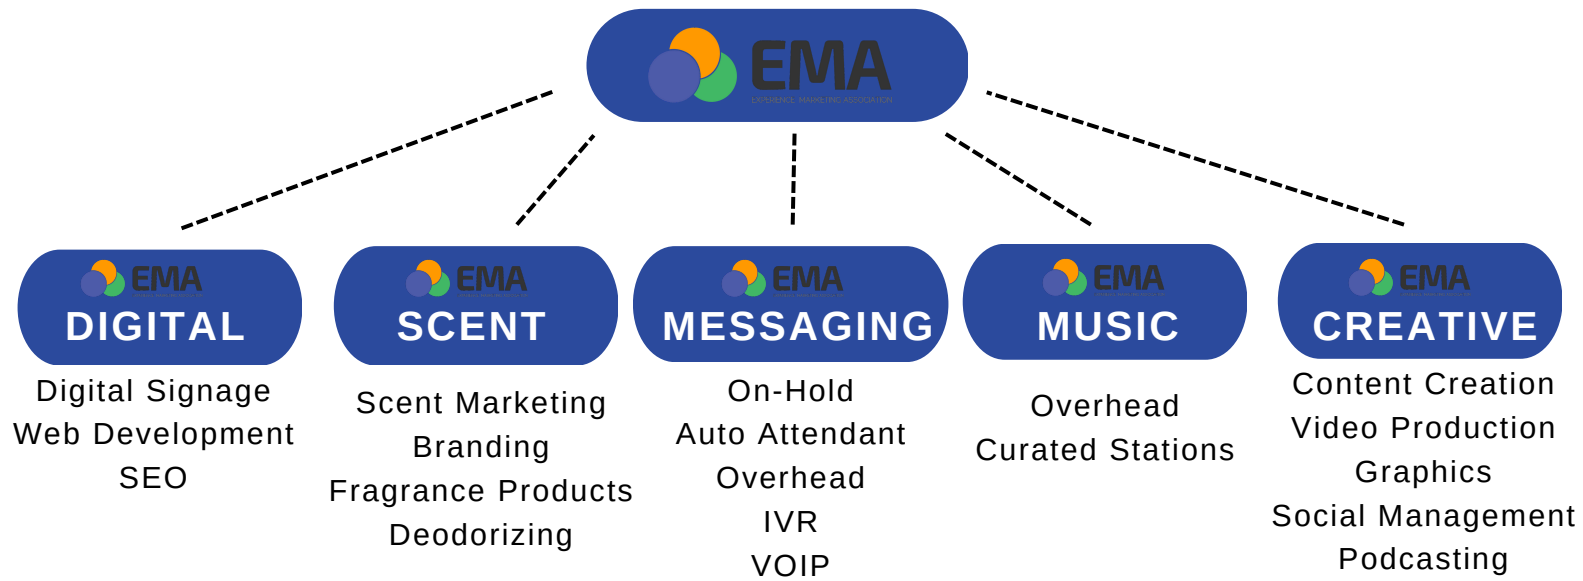 EMA
EXPERIENCE MARKETING ASSOCIATION
EMA
DIGITAL
Digital Signage
Web Development
SEO
EMA
SCENT
Scent Marketing
Branding
Fragrance Products
Deodorizing
EMA
MESSAGING
On-Hold
Auto Attendant
Overhead
IVR
VOIP
EMA
MUSIC
Overhead
Curated Stations
EMA
CREATIVE
Content Creation
Video Production
Graphics
Social Management
Podcasting